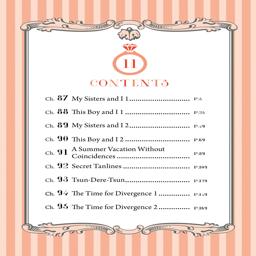 11
CONTENTS
Ch. 87 My Sisters and I 1
Ch. 88 This Boy and I 1
Ch. 89 My Sisters and I 2
Ch. 90 This Boy and I 2
Ch. 91 A Summer Vacation Without
Coincidences
Ch. 92 Secret Tanlines
Ch. 93 Tsun-Dere-Tsun
Ch. 94 The Time for Divergence 1
Ch. 95 The Time for Divergence 2